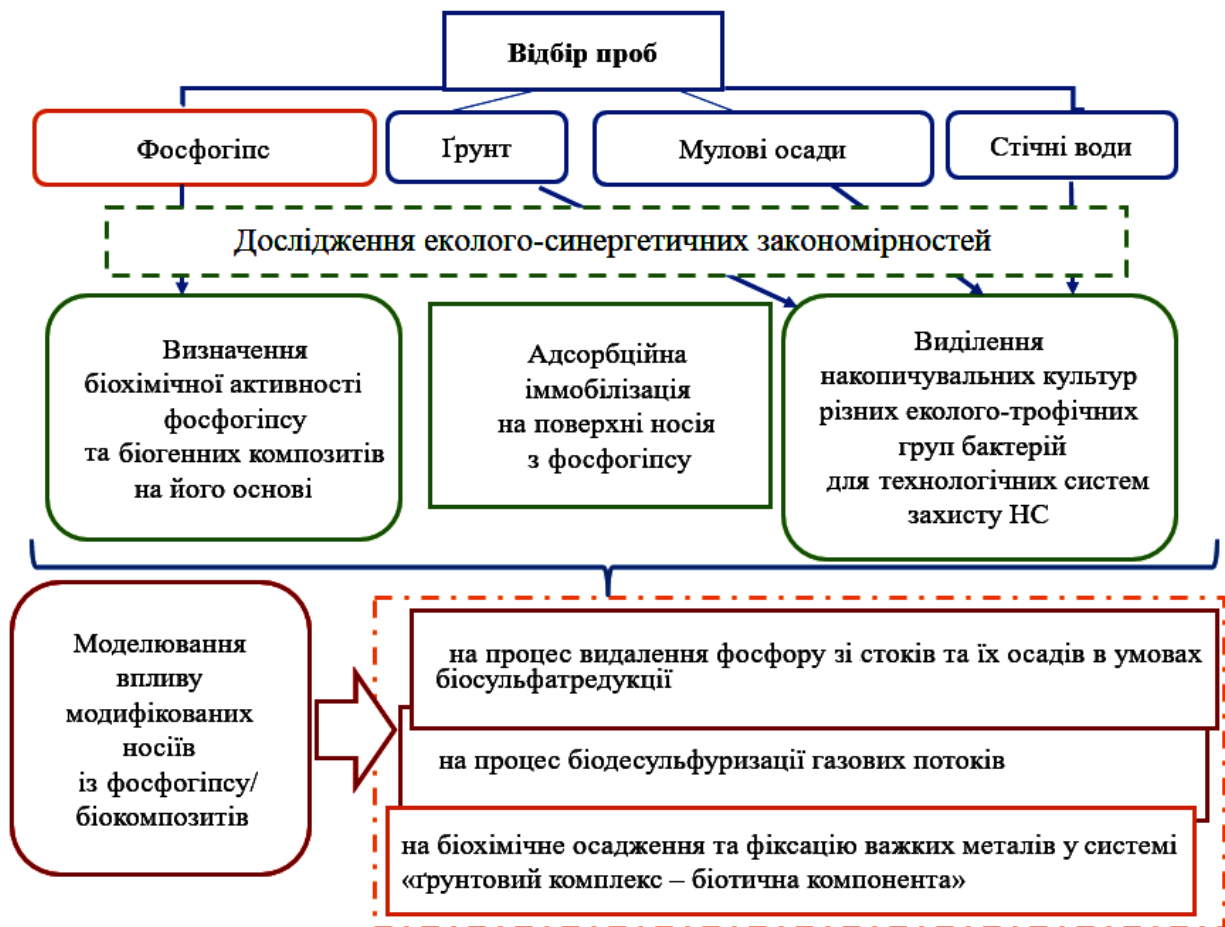 Відбір проб
Фосфогіпс
Ґрунт
Мулові осади
Стічні води
Дослідження еколого-синергетичних закономірностей
Визначення
біохімічної активності
фосфогіпсу
та біогенних композитів
на його основі
Адсорбційна
іммобілізація
на поверхні носія
з фосфогіпсу
Виділення
накопичувальних культур
різних еколого-трофічних
груп бактерій
для технологічних систем
захисту НС
Моделювання
впливу
модифікованих
носіїв
із фосфогіпсу/
біокомпозитів
на процес видалення фосфору зі стоків та їх осадів в умовах
біосульфатредукції
на процес біодесульфуризації газових потоків
на біохімічне осадження та фіксацію важких металів у системі
«ґрунтовий комплекс – біотична компонента»